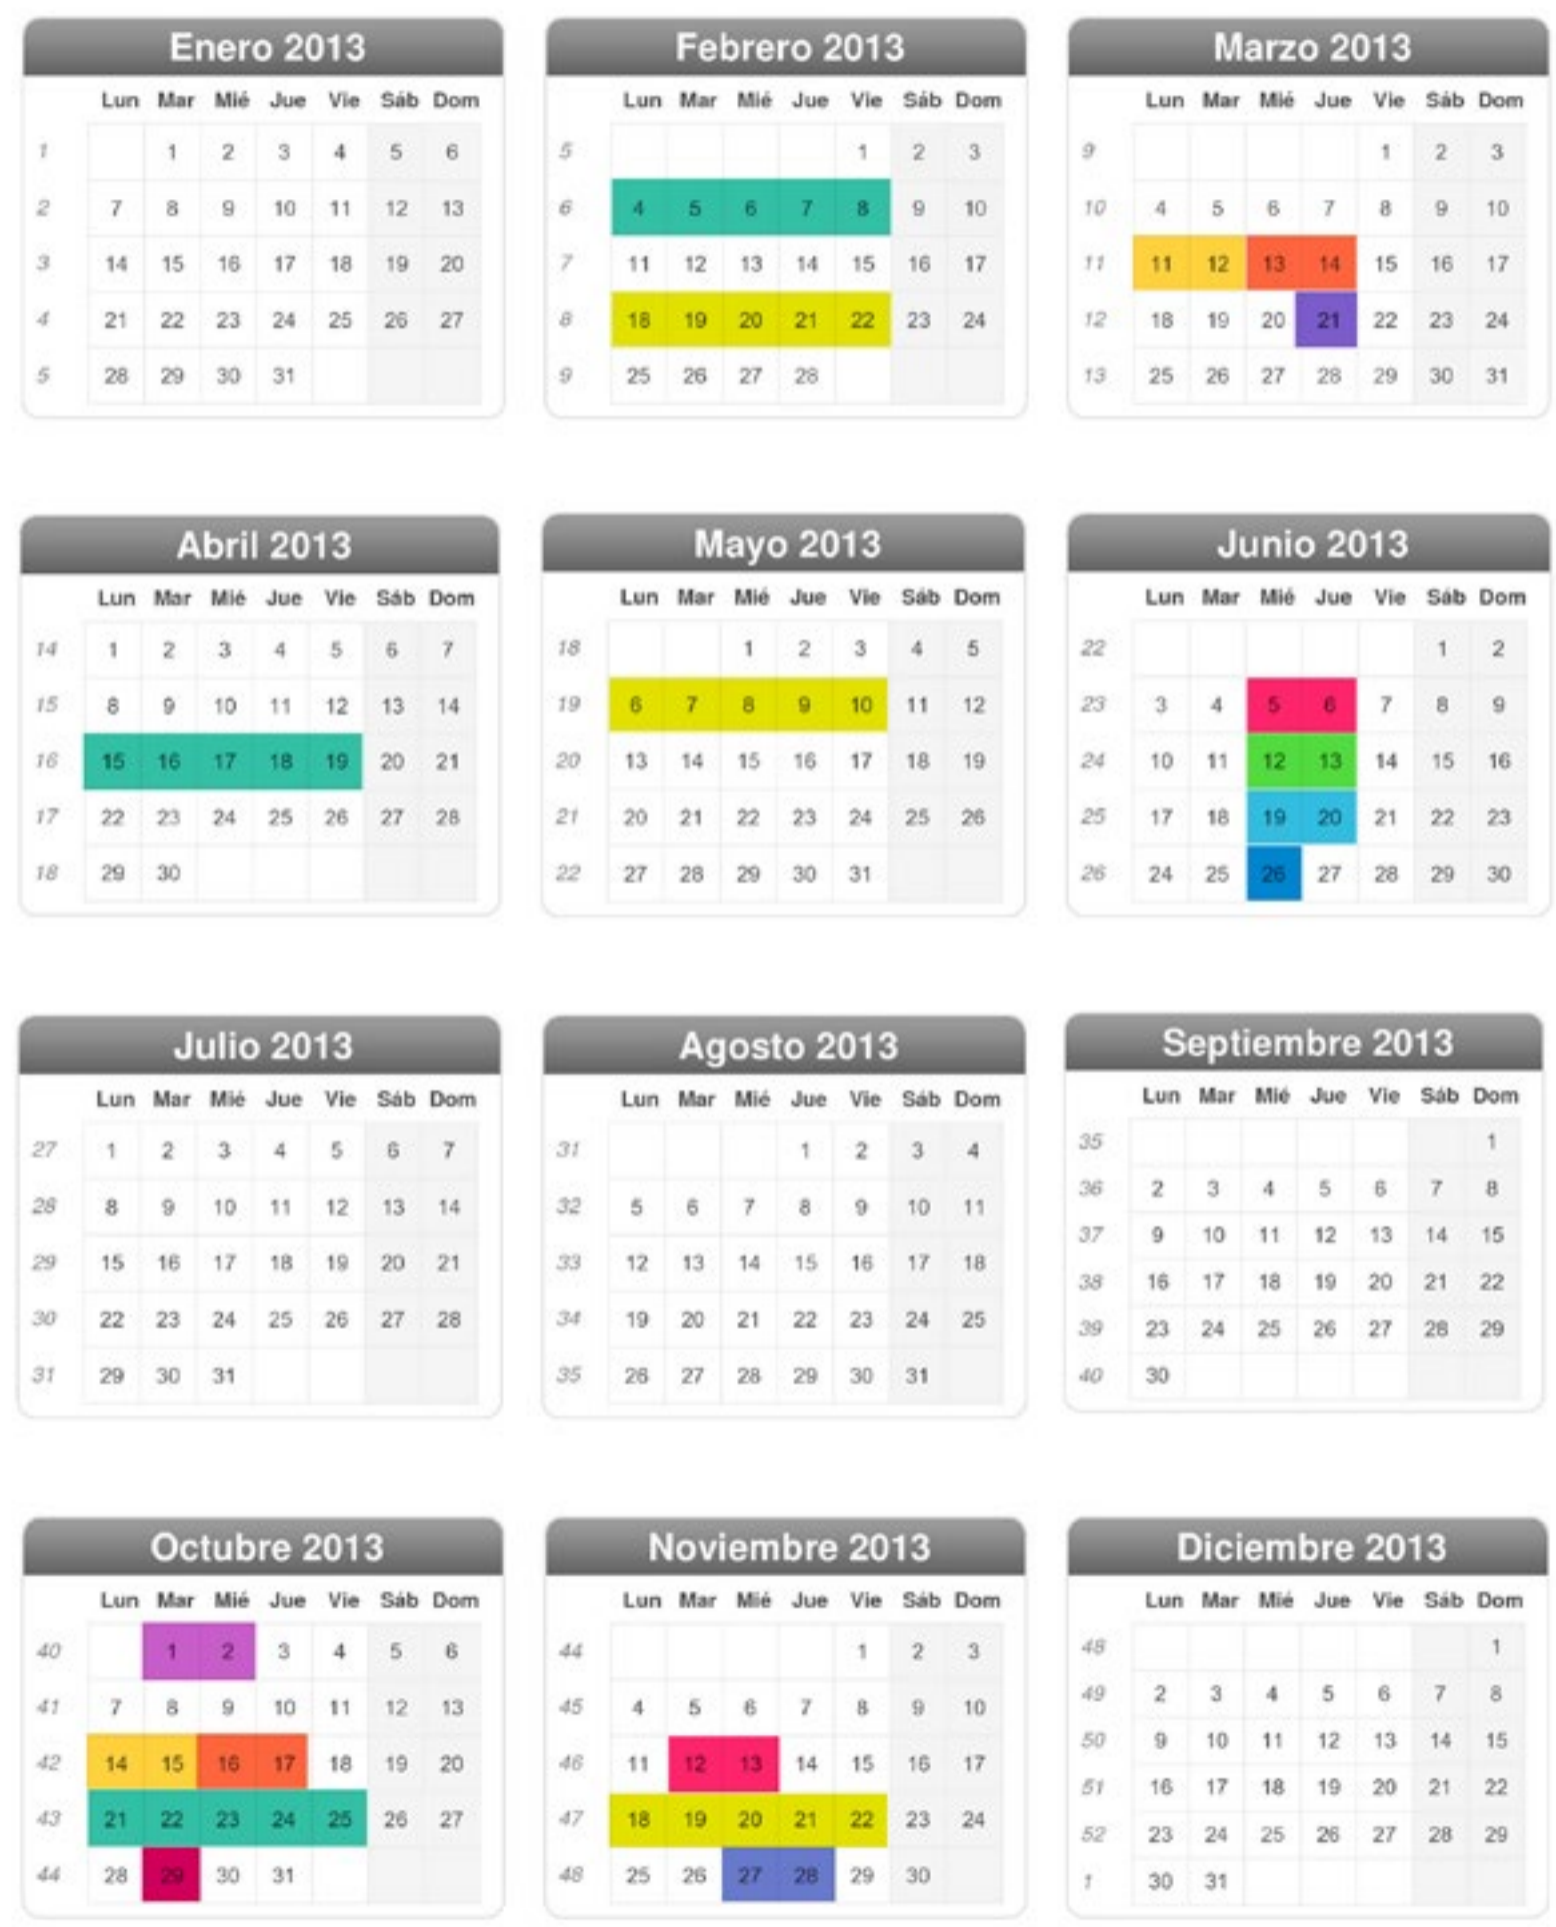 Enero 2013
Lun Mar Mié Jue Vie Sáb Dom
1 1 2 3 4 5 6
2 7 8 9 10 11 12 13
3 14 15 16 17 18 19 20
4 21 22 23 24 25 26 27
5 28 29 30 31
Febrero 2013
Lun Mar Mié Jue Vie Sáb Dom
5 1 2 3
6 4 5 6 7 8 9 10
7 11 12 13 14 15 16 17
8 18 19 20 21 22 23 24
9 25 26 27 28
Marzo 2013
Lun Mar Mié Jue Vie Sáb Dom
9 1 2 3
10 4 5 6 7 8 9 10
11 11 12 13 14 15 16 17
12 18 19 20 21 22 23 24
13 25 26 27 28 29 30 31
Abril 2013
Lun Mar Mié Jue Vie Sáb Dom
14 1 2 3 4 5 6 7
15 8 9 10 11 12 13 14
16 15 16 17 18 19 20 21
17 22 23 24 25 26 27 28
18 29 30
Mayo 2013
Lun Mar Mié Jue Vie Sáb Dom
18 1 2 3 4 5
19 6 7 8 9 10 11 12
20 13 14 15 16 17 18 19
21 20 21 22 23 24 25 26
22 27 28 29 30 31
Junio 2013
Lun Mar Mié Jue Vie Sáb Dom
22 1 2
23 3 4 5 6 7 8 9
24 10 11 12 13 14 15 16
25 17 18 19 20 21 22 23
26 24 25 26 27 28 29 30
Julio 2013
Lun Mar Mié Jue Vie Sáb Dom
27 1 2 3 4 5 6 7
28 8 9 10 11 12 13 14
29 15 16 17 18 19 20 21
30 22 23 24 25 26 27 28
31 29 30 31
Agosto 2013
Lun Mar Mié Jue Vie Sáb Dom
31 1 2 3 4
32 5 6 7 8 9 10 11
33 12 13 14 15 16 17 18
34 19 20 21 22 23 24 25
35 26 27 28 29 30 31
Septiembre 2013
Lun Mar Mié Jue Vie Sáb Dom
35 1
36 2 3 4 5 6 7 8
37 9 10 11 12 13 14 15
38 16 17 18 19 20 21 22
39 23 24 25 26 27 28 29
40 30
Octubre 2013
Lun Mar Mié Jue Vie Sáb Dom
40 1 2 3 4 5 6
41 7 8 9 10 11 12 13
42 14 15 16 17 18 19 20
43 21 22 23 24 25 26 27
44 28 29 30 31
Noviembre 2013
Lun Mar Mié Jue Vie Sáb Dom
44 1 2 3
45 4 5 6 7 8 9 10
46 11 12 13 14 15 16 17
47 18 19 20 21 22 23 24
48 25 26 27 28 29 30
Diciembre 2013
Lun Mar Mié Jue Vie Sáb Dom
48 1
49 2 3 4 5 6 7 8
50 9 10 11 12 13 14 15
51 16 17 18 19 20 21 22
52 23 24 25 26 27 28 29
1 30 31